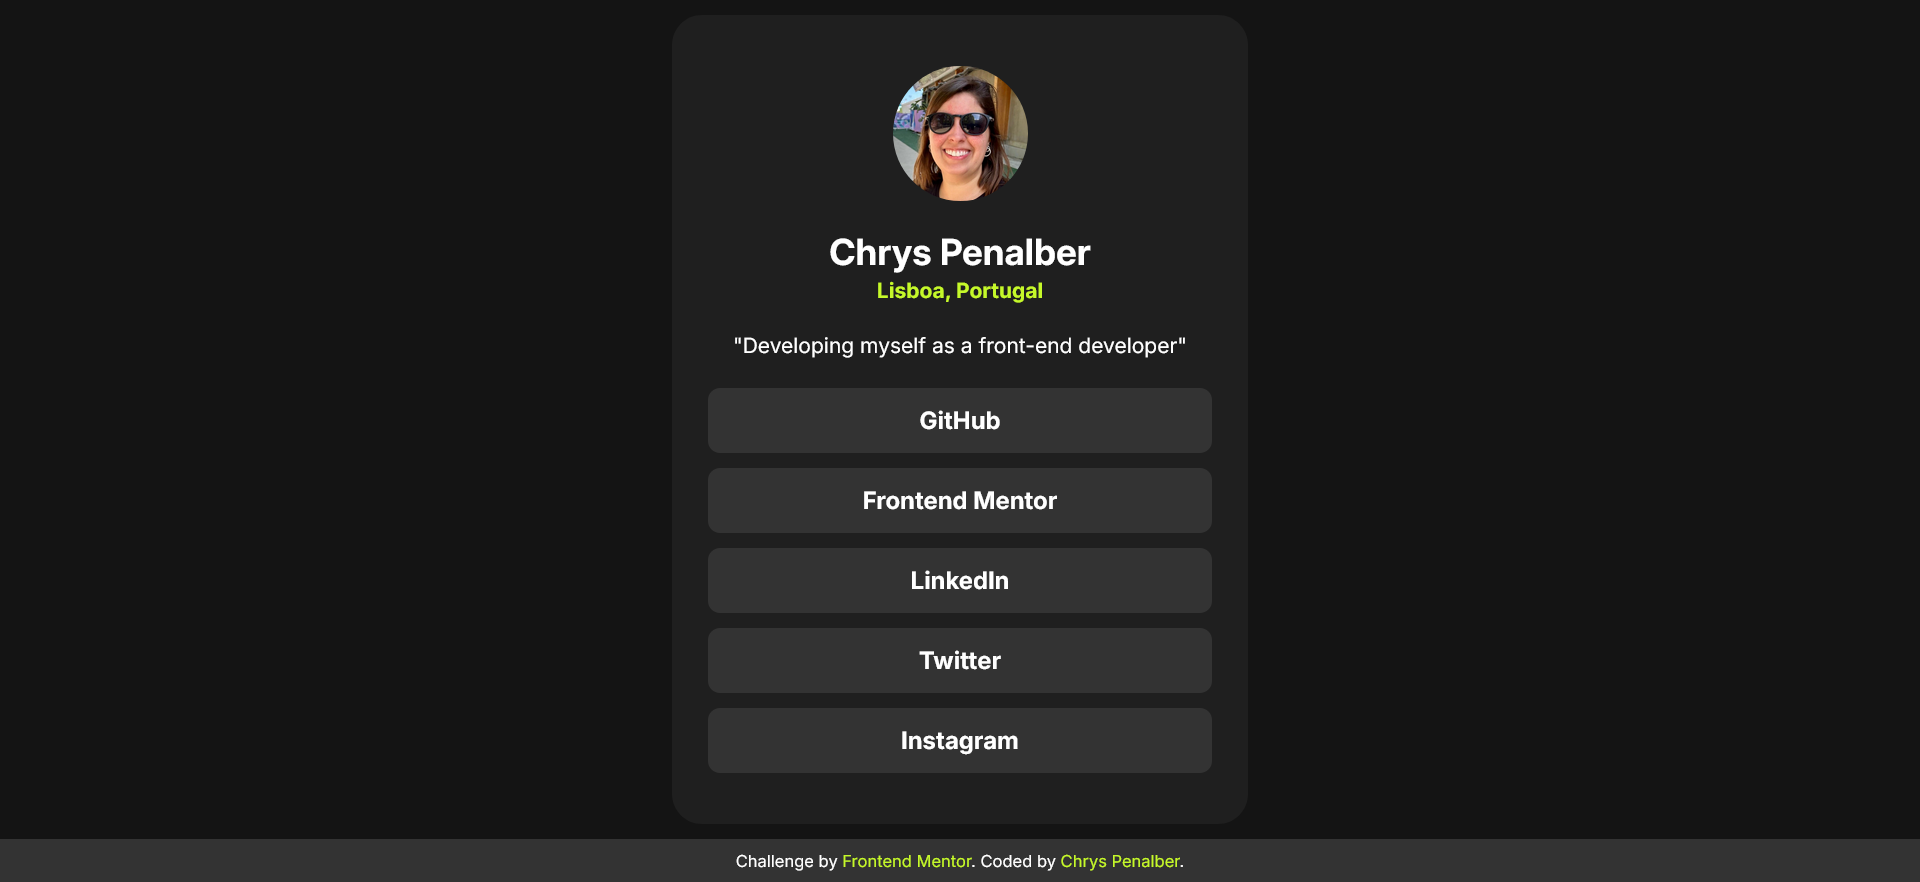 Chrys Penalber
Lisboa, Portugal
"Developing myself as a front-end developer"
GitHub
Frontend Mentor
LinkedIn
Twitter
Instagram
Challenge by Frontend Mentor. Coded by Chrys Penalber.